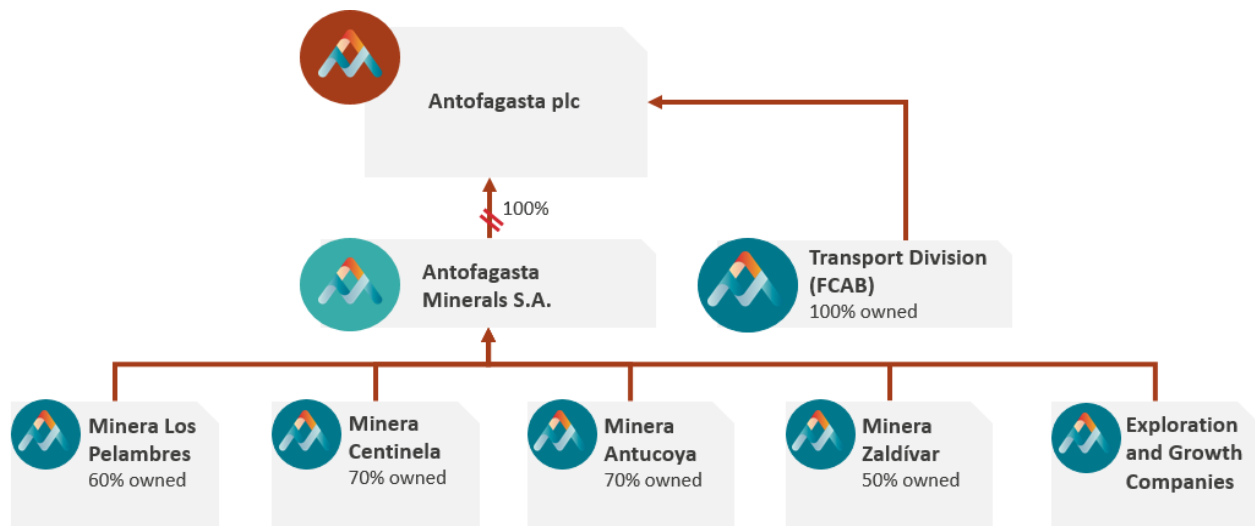 Antofagasta plc
100%
Antofagasta
Minerals S.A.
Transport Division
(FCAB)
100% owned
Minera Los
Pelambres
60% owned
Minera
Centinela
70% owned
Minera
Antucoya
70% owned
Minera
Zaldívar
50% owned
Exploration
and Growth
Companies